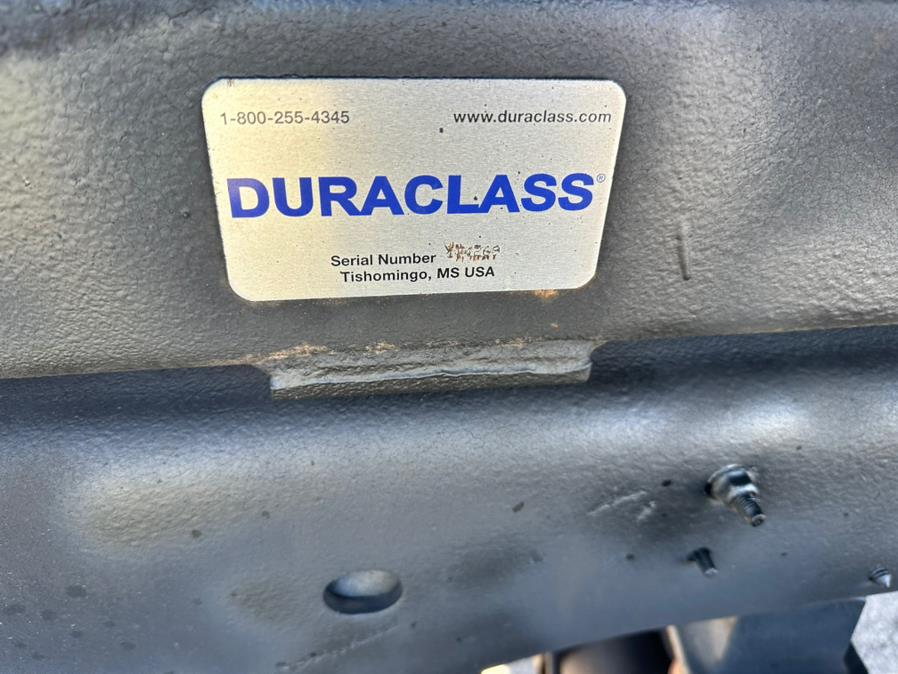 1-800-255-4345 www.duraclass.com
DURACLASS®
Serial Number
Tishomingo, MS USA